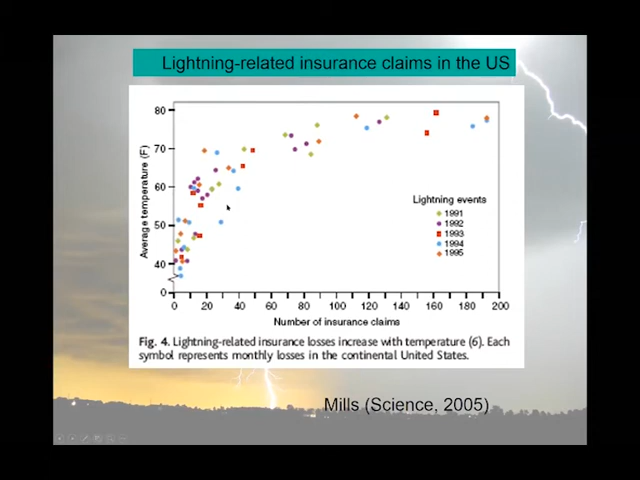 Lightning-related insurance claims in the US
80
70
60
50
40
0
Average temperature (F)
Lightning events
1991
1992
1993
1994
1995
0 20 40 60 80 100 120 140 160 180 200
Number of insurance claims
Fig. 4. Lightning-related insurance losses increase with temperature (6). Each
symbol represents monthly losses in the continental United States.
Mills (Science, 2005)